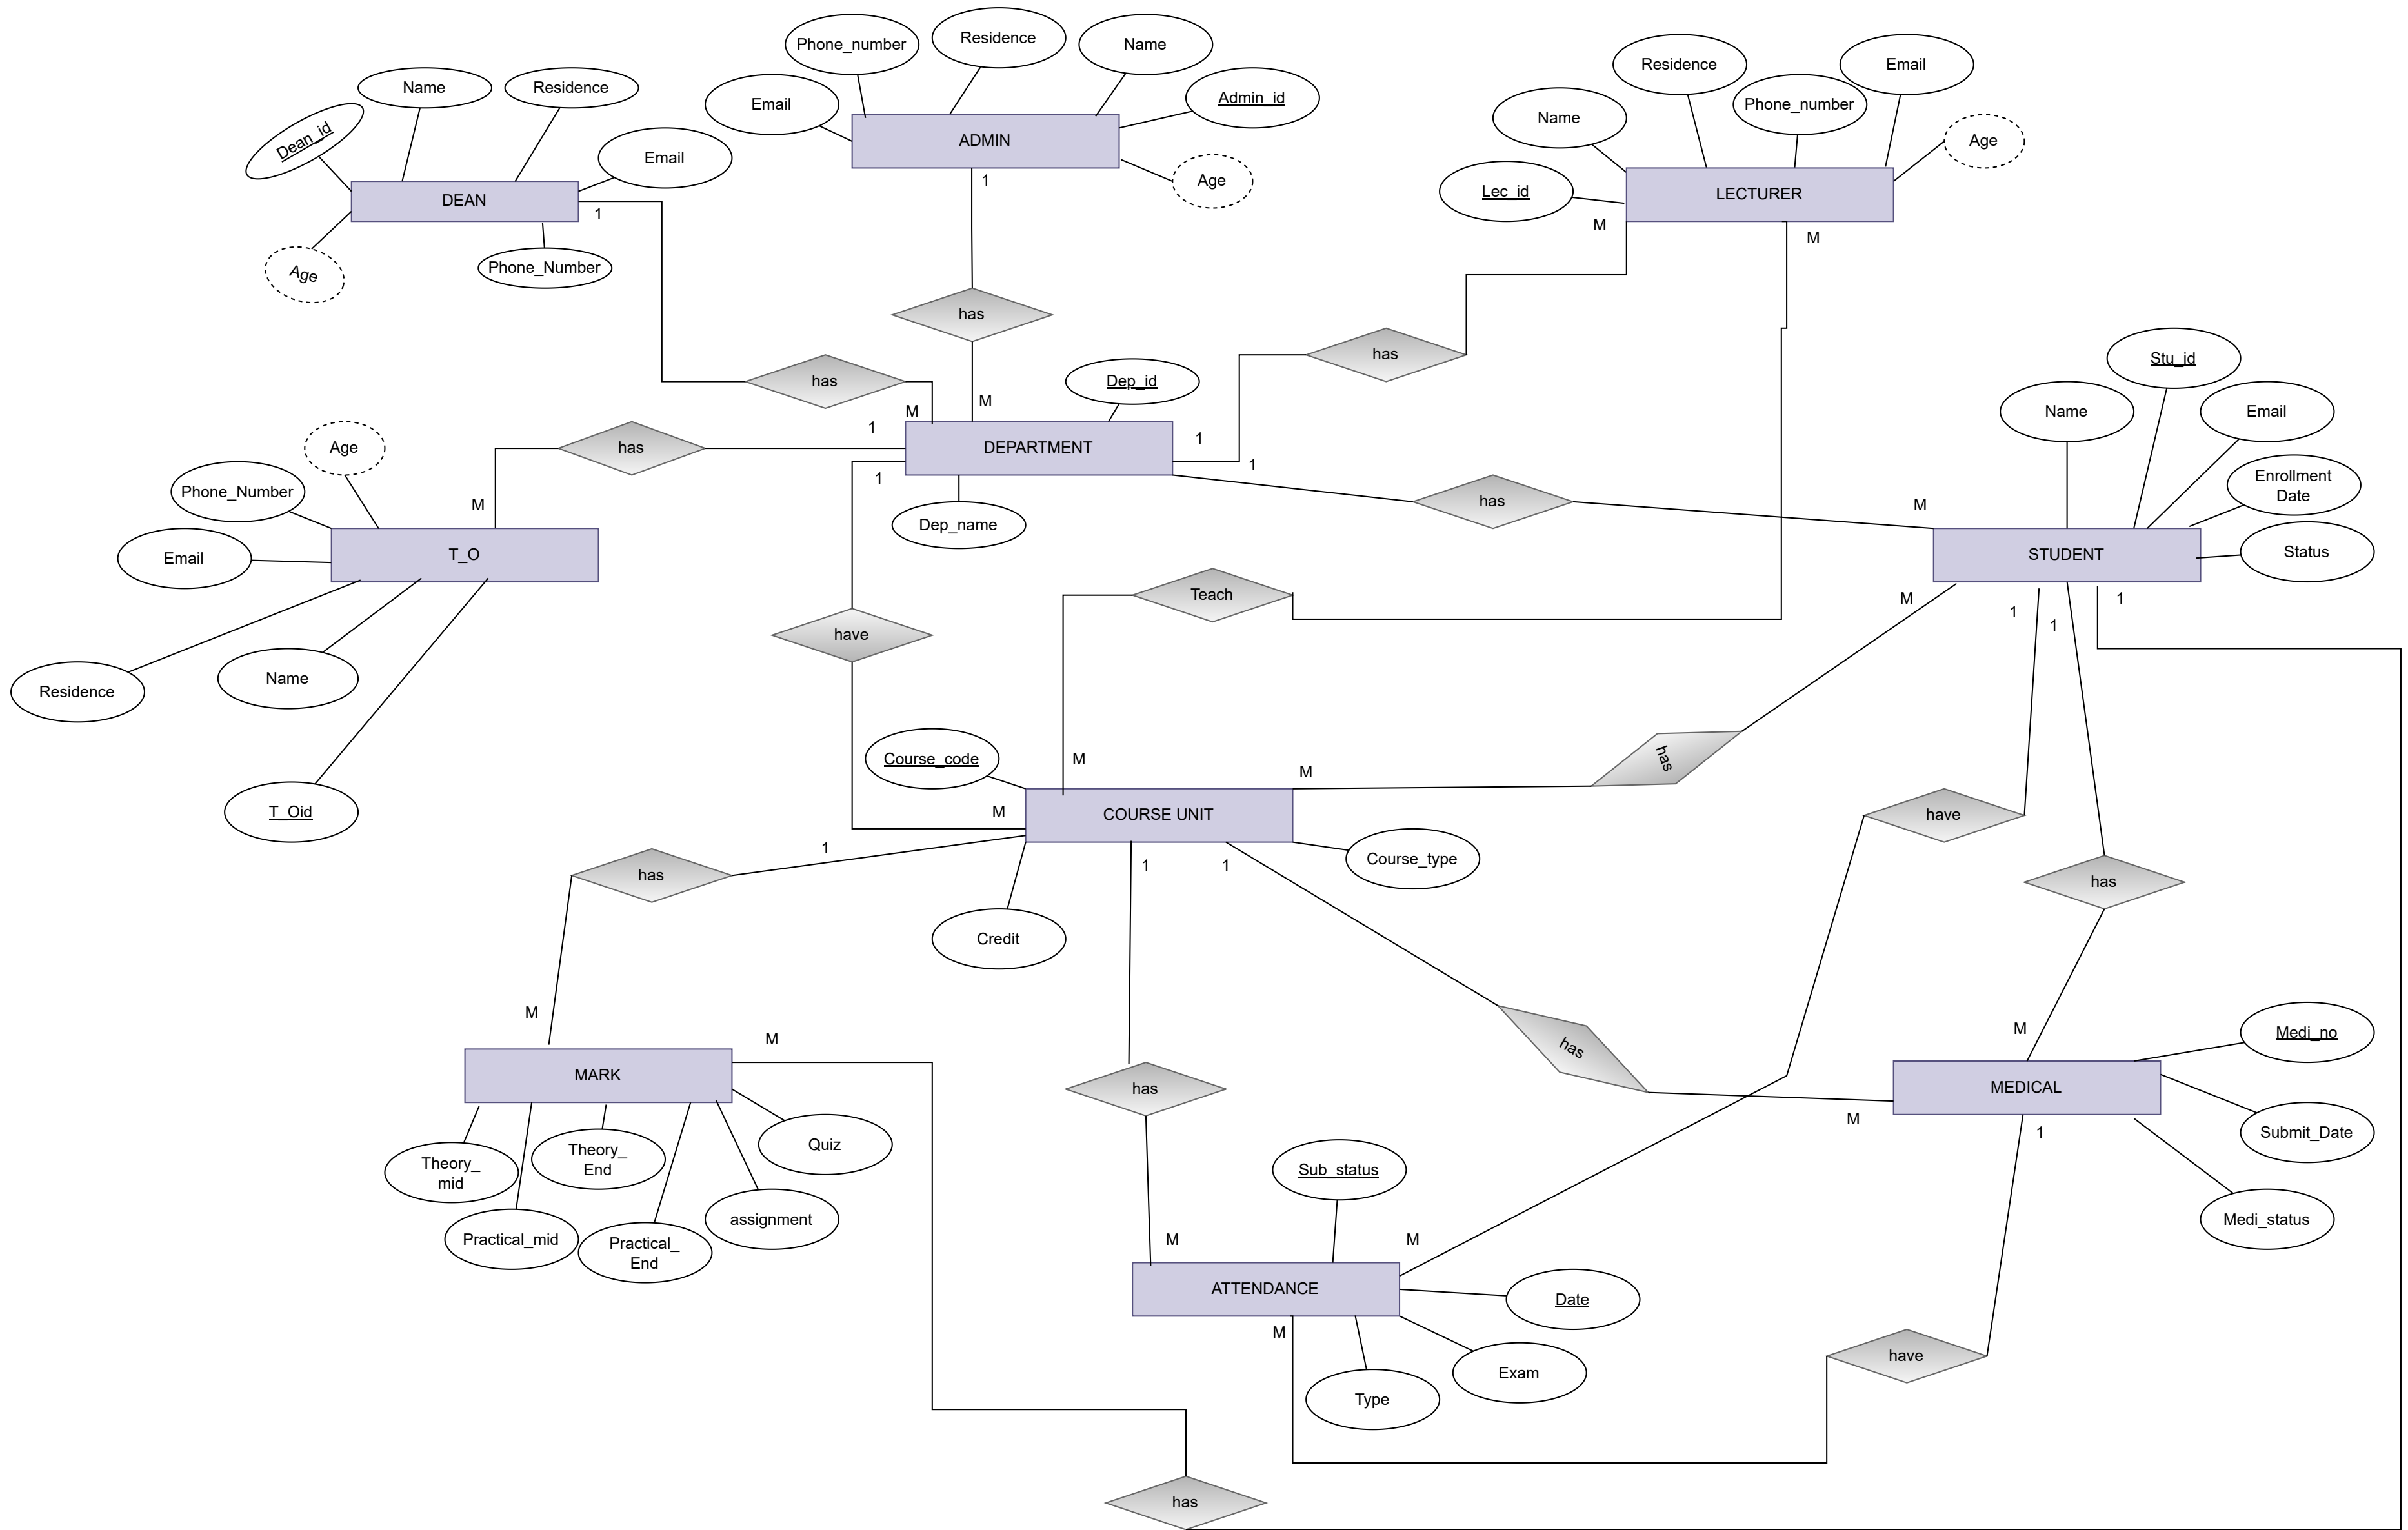 Phone_number
Residence
Name
Email
Admin_id
ADMIN
Age
1
Name
Residence
Dean_id
Email
DEAN
1
Age
Phone_Number
Residence
Email
Phone_number
Name
Age
Lec_id
LECTURER
M
M
has
has
has
M
M
Dep_id
1
DEPARTMENT
1
1
1
Dep_name
has
M
Age
has
Phone_Number
M
Email
T_O
Residence
Name
T_Oid
Stu_id
Name
Email
Enrollment
Date
Status
STUDENT
M
1
1
1
Teach
have
Course_code
M
M
M
COURSE UNIT
has
have
has
Course_type
1
1
1
Credit
has
M
M
MARK
Theory_
mid
Theory_
End
Quiz
Practical_mid
Practical_
End
assignment
has
has
M
M
MEDICAL
1
Medi_no
Submit_Date
Medi_status
Sub_status
M
M
ATTENDANCE
Date
M
Exam
Type
have
has